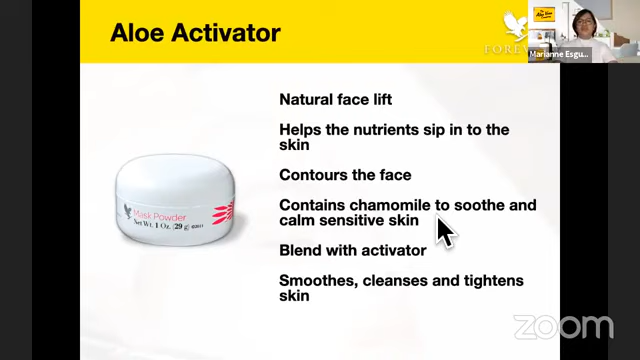 Aloe Activator
FOREV
Marianne Esgu...
Natural face lift
Helps the nutrients sip in to the
skin
Contours the face
Contains chamomile to soothe and
calm sensitive skin
Blend with activator
Smoothes, cleanses and tightens
skin
Mask Powder
Net Wt. 1 Oz. (29 g)
zoom